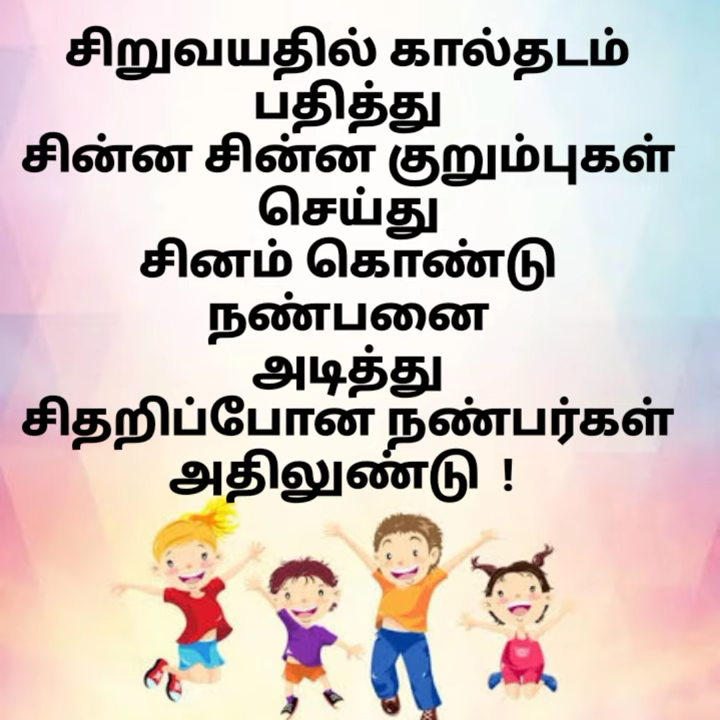 சிறுவயதில் கால்தடம்
பதித்து
சின்ன சின்ன குறும்புகள்
செய்து
சினம் கொண்டு
நண்பனை
அடித்து
சிதறிப்போன நண்பர்கள்
அதிலுண்டு !